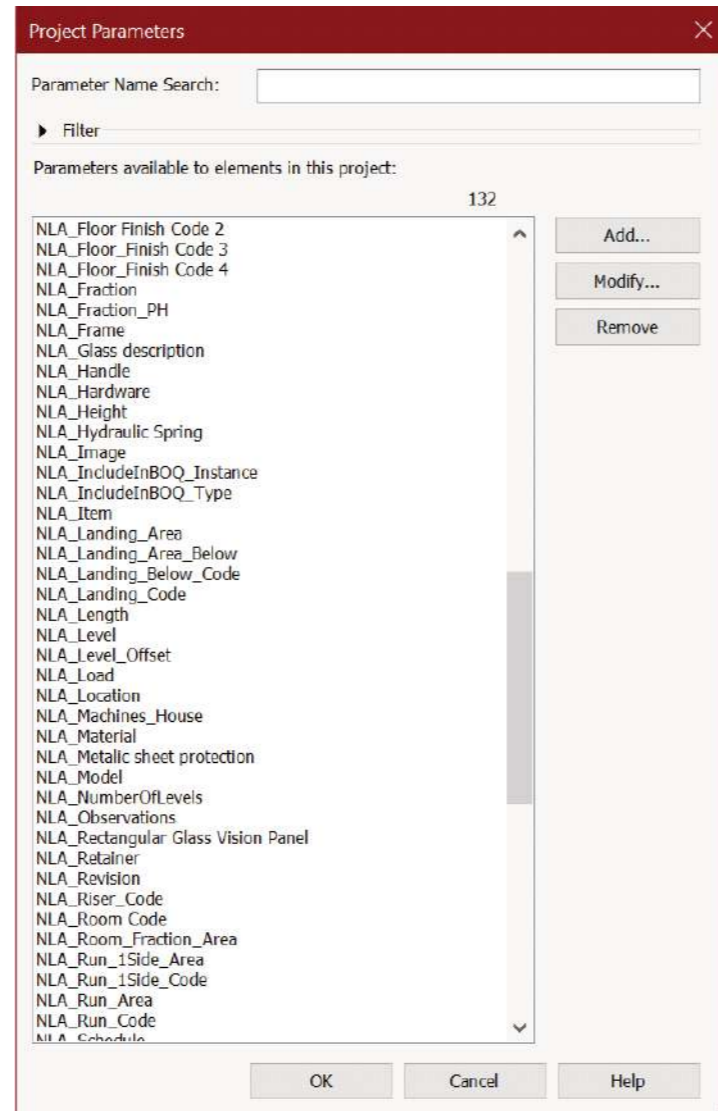 Project Parameters
Parameter Name Search:
Filter
Parameters available to elements in this project:
132
NLA_Floor Finish Code 2
NLA_Floor_Finish Code 3
NLA_Floor_Finish Code 4
NLA_Fraction
NLA_Fraction_PH
NLA_Frame
NLA_Glass description
NLA_Handle
NLA_Hardware
NLA_Height
NLA_Hydraulic Spring
NLA_Image
NLA_IncludeInBOQ_Instance
NLA_IncludeInBOQ_Type
NLA_Item
NLA_Landing_Area
NLA_Landing_Area_Below
NLA_Landing_Below_Code
NLA_Landing_Code
NLA_Length
NLA_Level
NLA_Level_Offset
NLA_Load
NLA_Location
NLA_Machines_House
NLA_Material
NLA_Metalic sheet protection
NLA_Model
NLA_NumberOfLevels
NLA_Observations
NLA_Rectangular Glass Vision Panel
NLA_Retainer
NLA_Revision
NLA_Riser_Code
NLA_Room Code
NLA_Room_Fraction_Area
NLA_Run_1Side_Area
NLA_Run_1Side_Code
NLA_Run_Area
NLA_Run_Code
NLA_Schedule
Add...
Modify...
Remove
OK
Cancel
Help